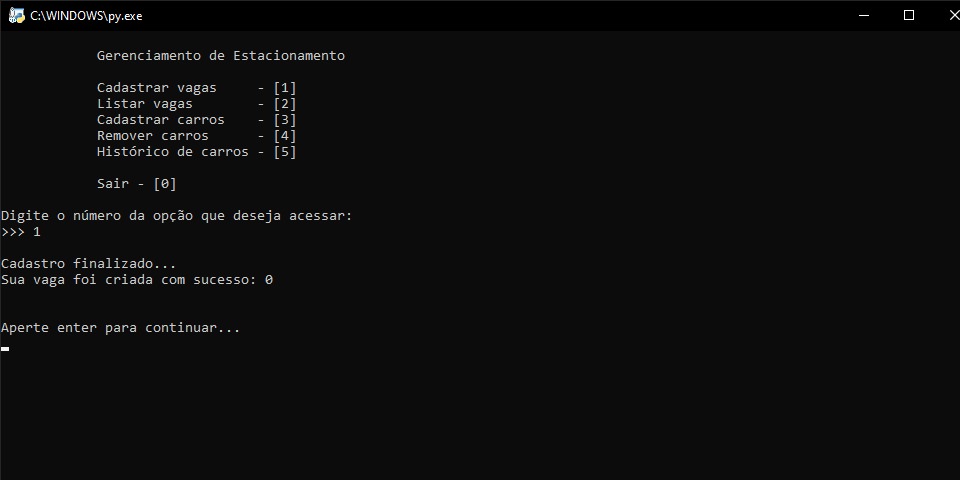 C:\WINDOWS\py.exe
Gerenciamento de Estacionamento
Cadastrar vagas - [1]
Listar vagas - [2]
Cadastrar carros - [3]
Remover carros - [4]
Histórico de carros - [5]
Sair - [0]
Digite o número da opção que deseja acessar:
>>> 1
Cadastro finalizado...
Sua vaga foi criada com sucesso: 0
Aperte enter para continuar...